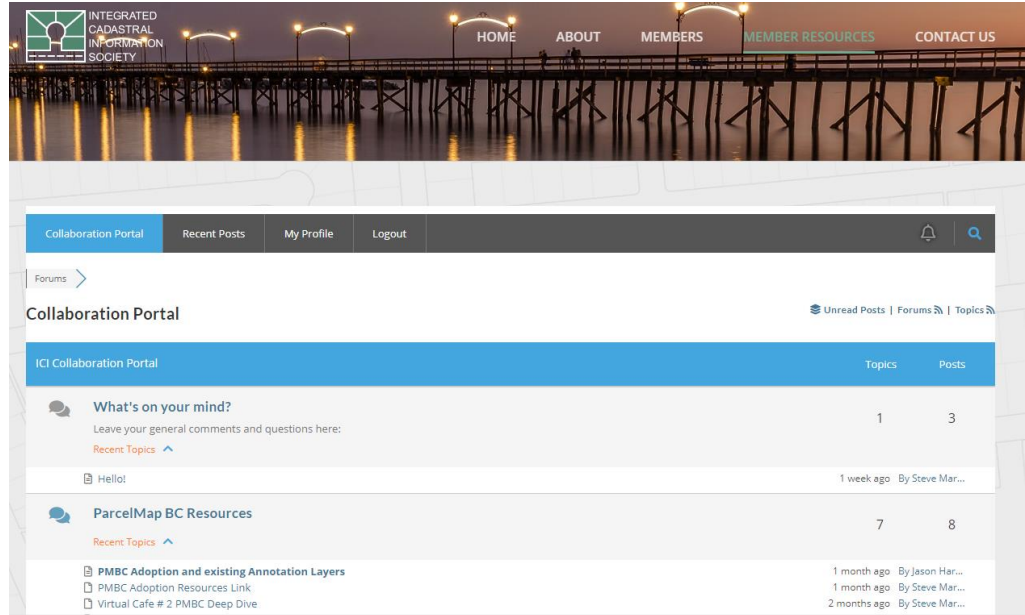 INTEGRATED
CADASTRAL
INFORMATION
SOCIETY
HOME ABOUT MEMBERS MEMBER RESOURCES CONTACT US
Collaboration Portal Recent Posts My Profile Logout
Forums
Collaboration Portal
Unread Posts | Forums | Topics
ICI Collaboration Portal Topics Posts
What's on your mind?
Leave your general comments and questions here:
1 3
Recent Topics
Hello! 1 week ago By Steve Mar...
ParcelMap BC Resources
7 8
Recent Topics
PMBC Adoption and existing Annotation Layers 1 month ago By Jason Har...
PMBC Adoption Resources Link 1 month ago By Steve Mar...
Virtual Cafe # 2 PMBC Deep Dive 2 months ago By Steve Mar...